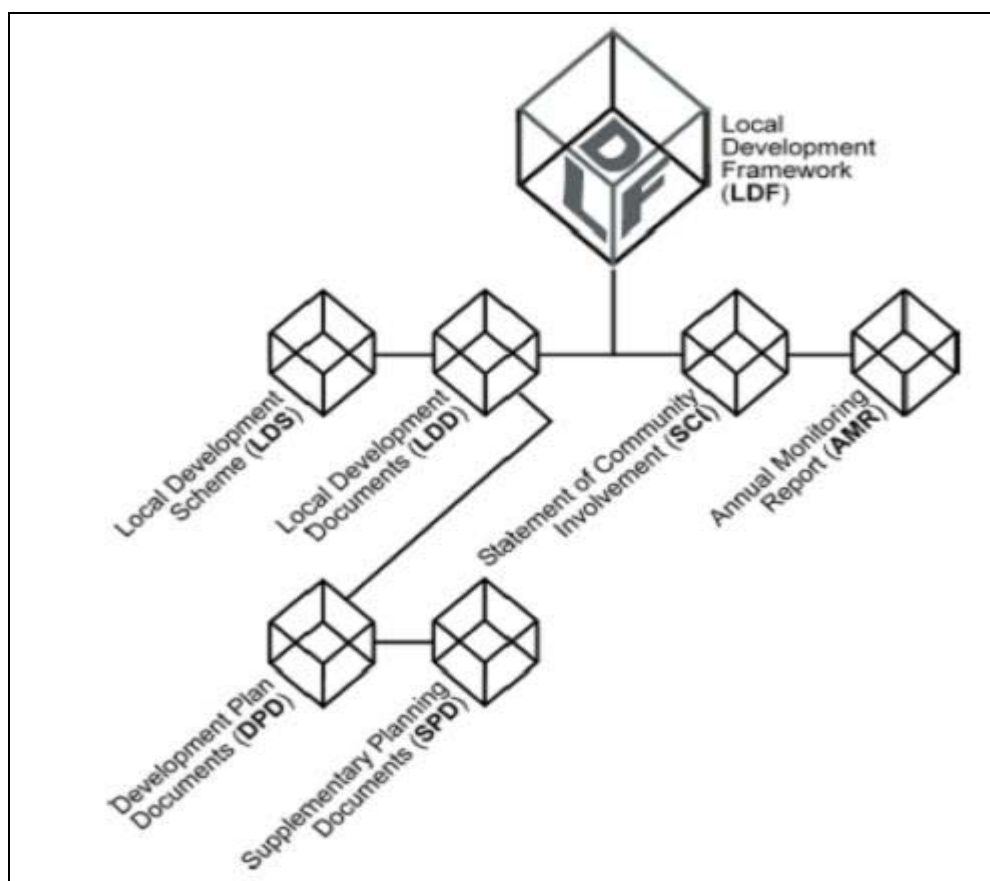 Local
Development
Framework
(LDF)
D
LF
Local Development
Scheme (LDS)
Local Development
Documents (LDD)
Statement of Community
Involvement (SCI)
Annual Monitoring
Report (AMR)
Development Plan
Documents (DPD)
Supplementary Planning
Documents (SPD)